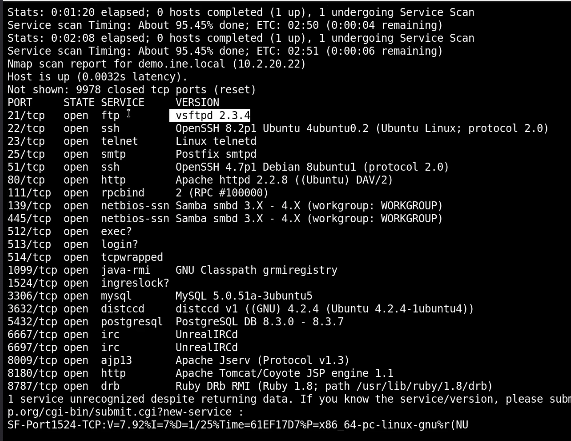 Stats: 0:01:20 elapsed; 0 hosts completed (1 up), 1 undergoing Service Scan
Service scan Timing: About 95.45% done; ETC: 02:50 (0:00:04 remaining)
Stats: 0:02:08 elapsed; 0 hosts completed (1 up), 1 undergoing Service Scan
Service scan Timing: About 95.45% done; ETC: 02:51 (0:00:06 remaining)
Nmap scan report for demo.ine.local (10.2.20.22)
Host is up (0.0032s latency).
Not shown: 9978 closed tcp ports (reset)
PORT STATE SERVICE VERSION
21/tcp open ftp vsftpd 2.3.4
22/tcp open ssh OpenSSH 8.2p1 Ubuntu 4ubuntu0.2 (Ubuntu Linux; protocol 2.0)
23/tcp open telnet Linux telnetd
25/tcp open smtp Postfix smtpd
51/tcp open ssh OpenSSH 4.7p1 Debian 8ubuntu1 (protocol 2.0)
80/tcp open http Apache httpd 2.2.8 ((Ubuntu) DAV/2)
111/tcp open rpcbind 2 (RPC #100000)
139/tcp open netbios-ssn Samba smbd 3.X - 4.X (workgroup: WORKGROUP)
445/tcp open netbios-ssn Samba smbd 3.X - 4.X (workgroup: WORKGROUP)
512/tcp open exec?
513/tcp open login?
514/tcp open tcpwrapped
1099/tcp open java-rmi GNU Classpath grmiregistry
1524/tcp open ingreslock?
3306/tcp open mysql MySQL 5.0.51a-3ubuntu5
3632/tcp open distccd distccd v1 ((GNU) 4.2.4 (Ubuntu 4.2.4-1ubuntu4))
5432/tcp open postgresql PostgreSQL DB 8.3.0 - 8.3.7
6667/tcp open irc UnrealIRCd
6697/tcp open irc UnrealIRCd
8009/tcp open ajp13 Apache Jserv (Protocol v1.3)
8180/tcp open http Apache Tomcat/Coyote JSP engine 1.1
8787/tcp open drb Ruby DRb RMI (Ruby 1.8; path /usr/lib/ruby/1.8/drb)
1 service unrecognized despite returning data. If you know the service/version, please subm
p.org/cgi-bin/submit.cgi?new-service :
SF-Port1524-TCP:V=7.92%I=7%D=1/25%Time=61EF17D7%P=x86_64-pc-linux-gnu%r(NU